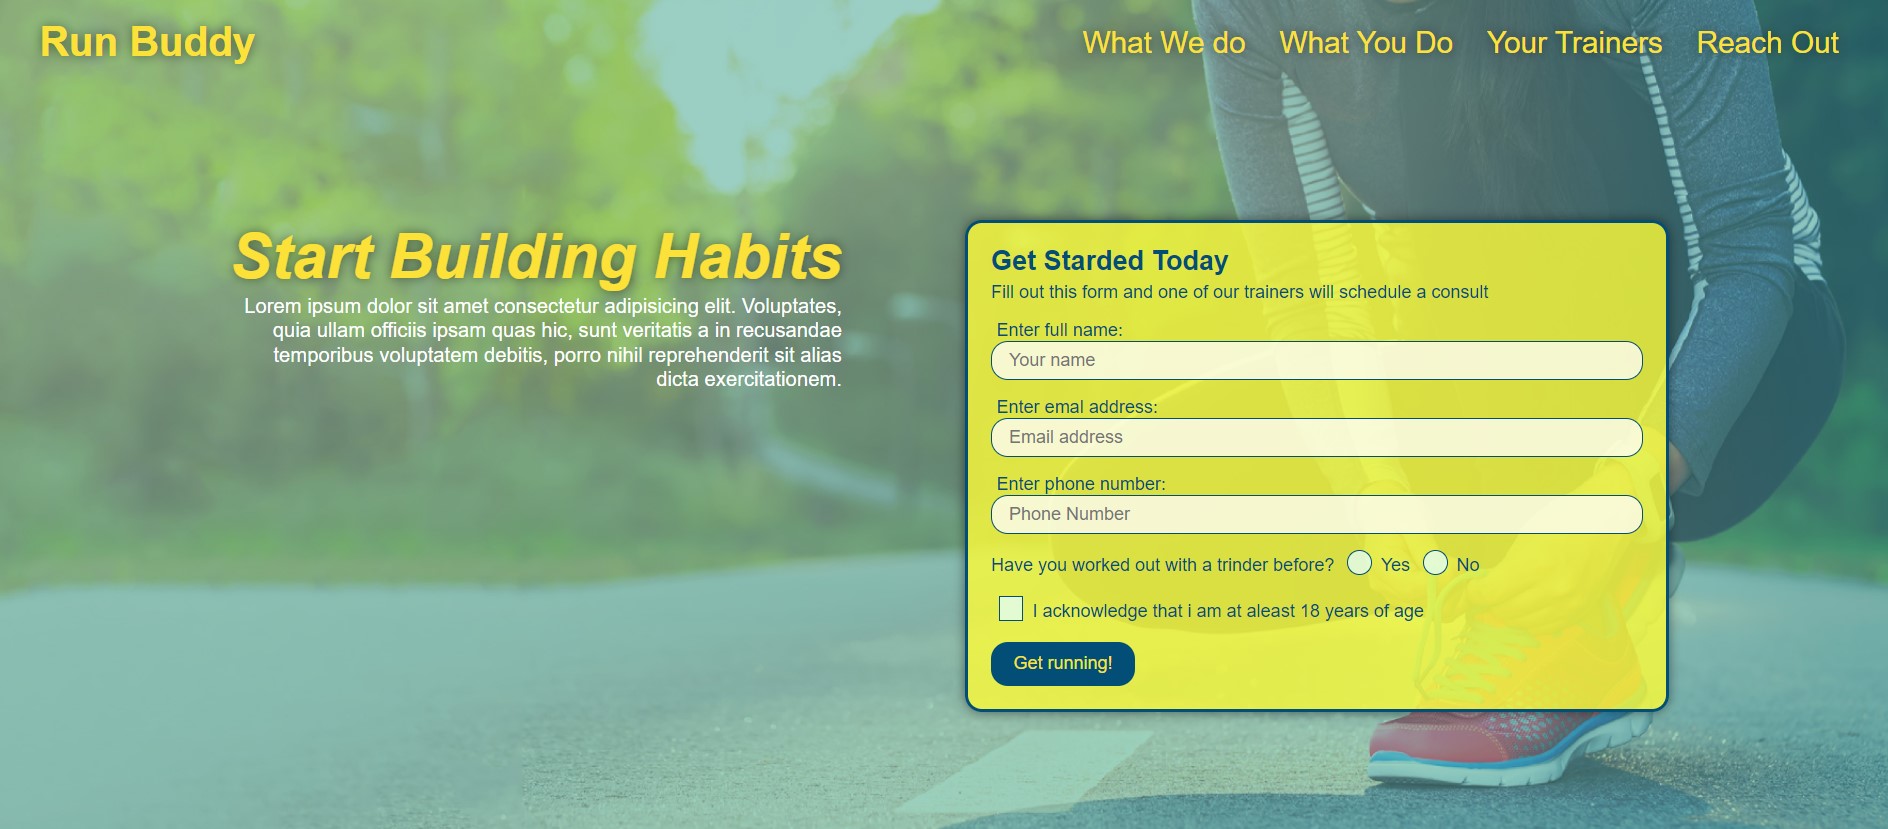 Run Buddy
What We do What You Do Your Trainers Reach Out
Start Building Habits
Lorem ipsum dolor sit amet consectetur adipisicing elit. Voluptates,
quia ullam officiis ipsam quas hic, sunt veritatis a in recusandae
temporibus voluptatem debitis, porro nihil reprehenderit sit alias
dicta exercitationem.
Get Starded Today
Fill out this form and one of our trainers will schedule a consult
Enter full name:
Your name
Enter emal address:
Email address
Enter phone number:
Phone Number
Have you worked out with a trinder before? Yes No
I acknowledge that i am at aleast 18 years of age
Get running!